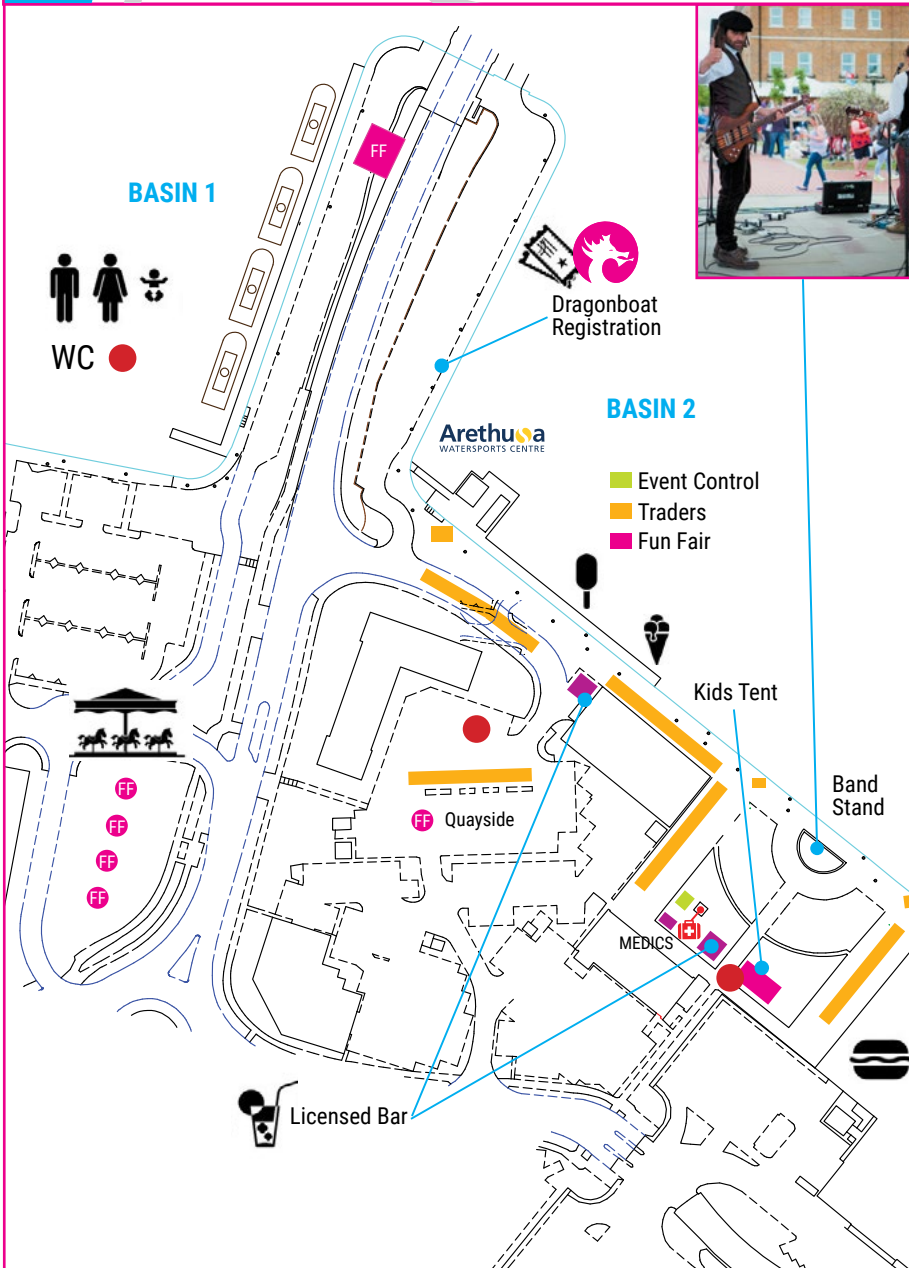 FF
BASIN 1
WC
Dragonboat
Registration
BASIN 2
Arethusa
WATERSPORTS CENTRE
Event Control
Traders
Fun Fair
Kids Tent
Band
Stand
FF
FF
FF
FF
FF Quayside
MEDICS
Licensed Bar